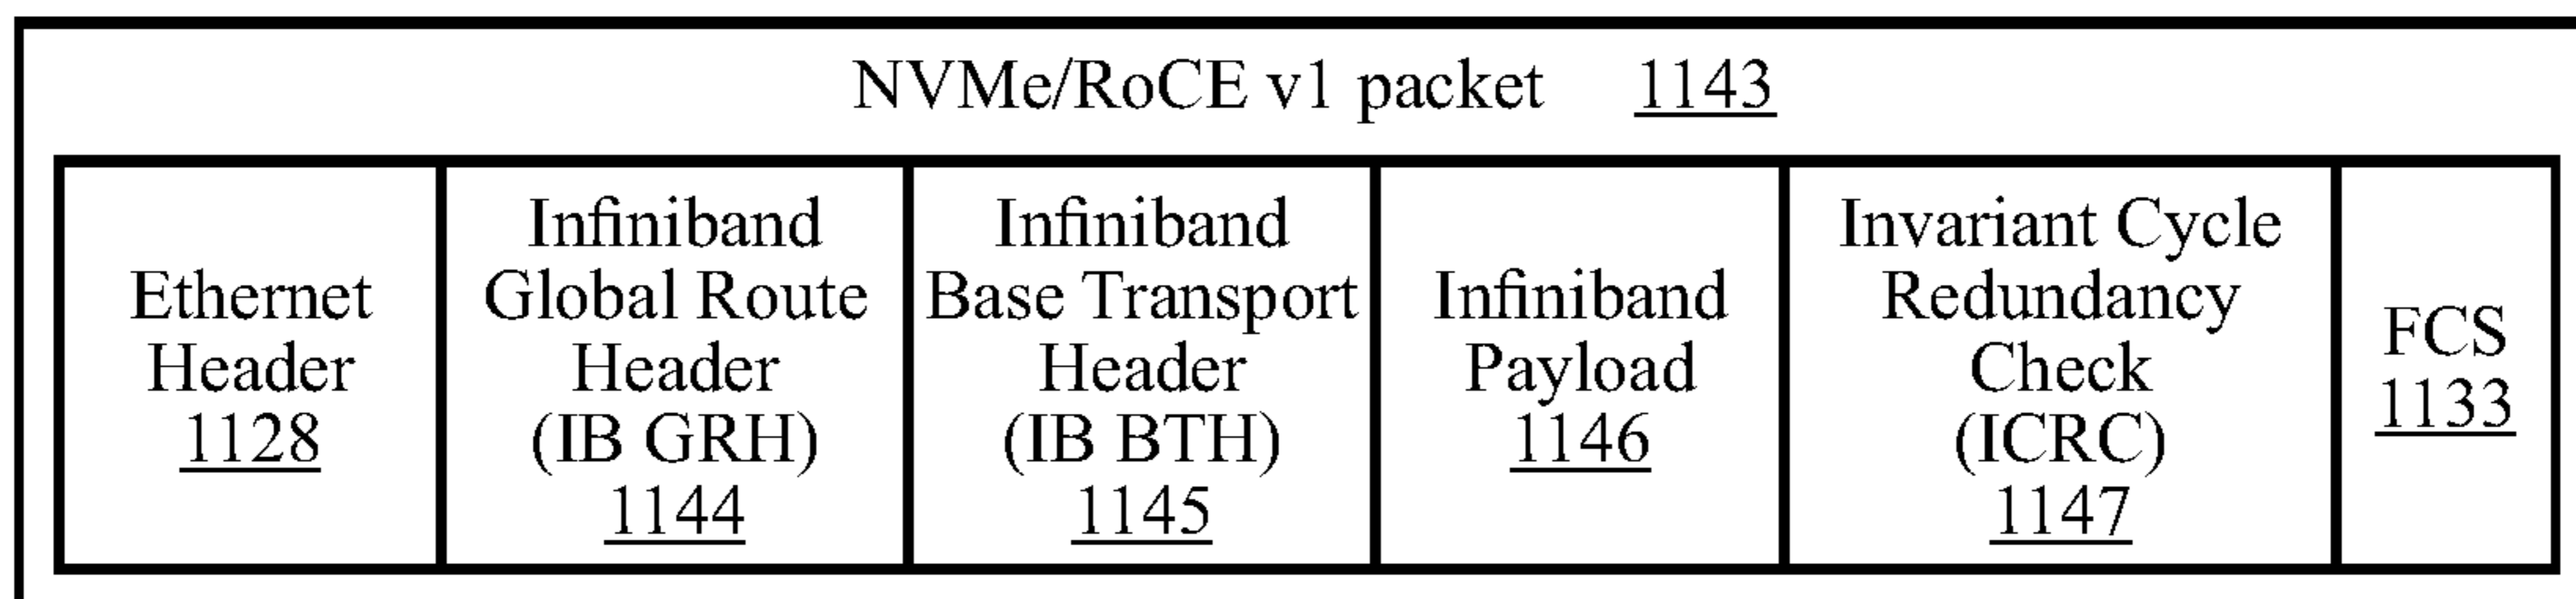 NVMe/RoCE v1 packet 1143
Ethernet
Header
1128
Infiniband
Global Route
Header
(IB GRH)
1144
Infiniband
Base Transport
Header
(IB BTH)
1145
Infiniband
Payload
1146
Invariant Cycle
Redundancy
Check
(ICRC)
1147
FCS
1133